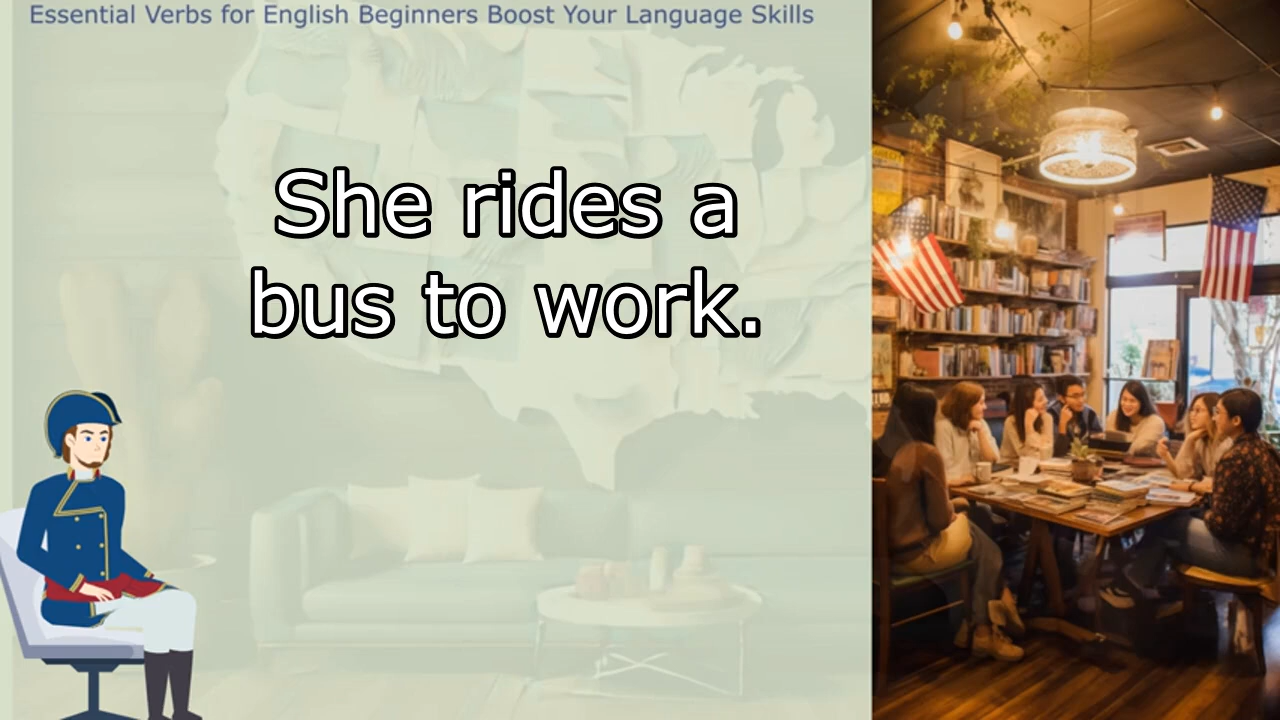 Essential Verbs for English Beginners Boost Your Language Skills
She rides a
bus to work.